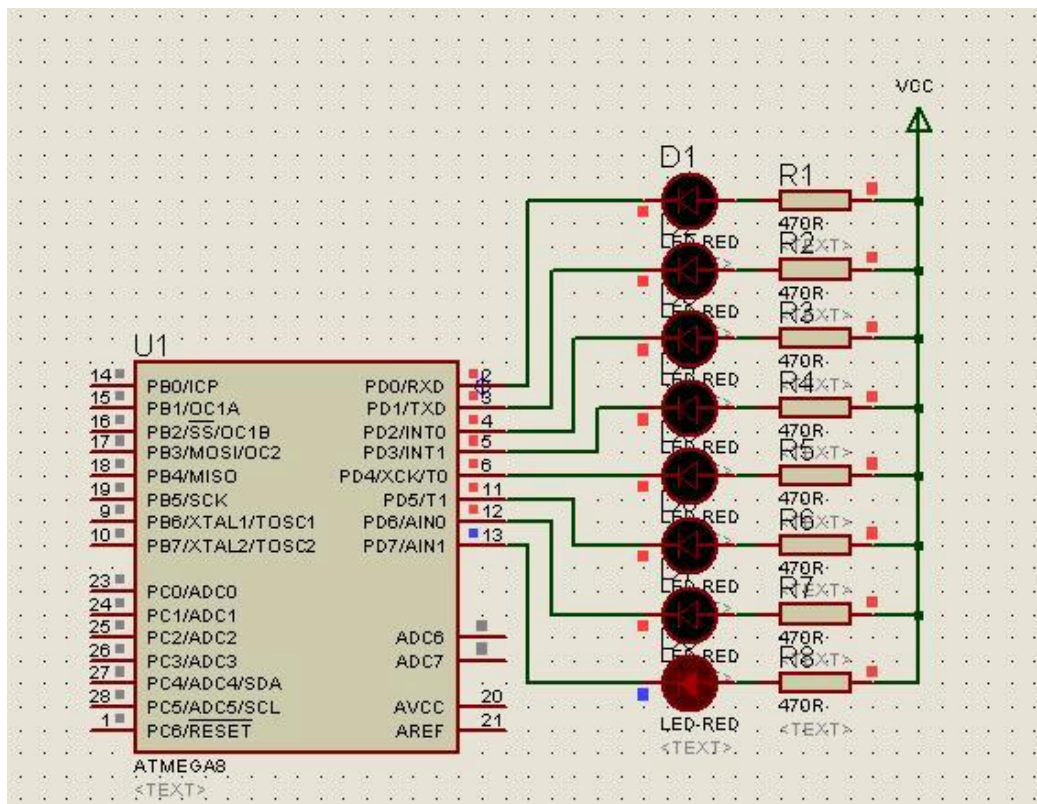 VCC
D1
R1
470R
<TEXT>
LED-RED
R2
470R
<TEXT>
LED-RED
R3
470R
<TEXT>
LED-RED
R4
470R
<TEXT>
LED-RED
R5
470R
<TEXT>
LED-RED
R6
470R
<TEXT>
LED-RED
R7
470R
<TEXT>
LED-RED
R8
470R
<TEXT>
LED-RED
<TEXT>
U1
14 PB0/ICP PD0/RXD 2
15 PB1/OC1A PD1/TXD 3
16 PB2/SS/OC1B PD2/INT0 4
17 PB3/MOSI/OC2 PD3/INT1 5
18 PB4/MISO PD4/XCK/T0 6
19 PB5/SCK PD5/T1 11
9 PB6/XTAL1/TOSC1 PD6/AIN0 12
10 PB7/XTAL2/TOSC2 PD7/AIN1 13
23 PC0/ADC0
24 PC1/ADC1
25 PC2/ADC2 ADC6
26 PC3/ADC3 ADC7
27 PC4/ADC4/SDA
28 PC5/ADC5/SCL AVCC 20
1 PC6/RESET AREF 21
ATMEGA8
<TEXT>